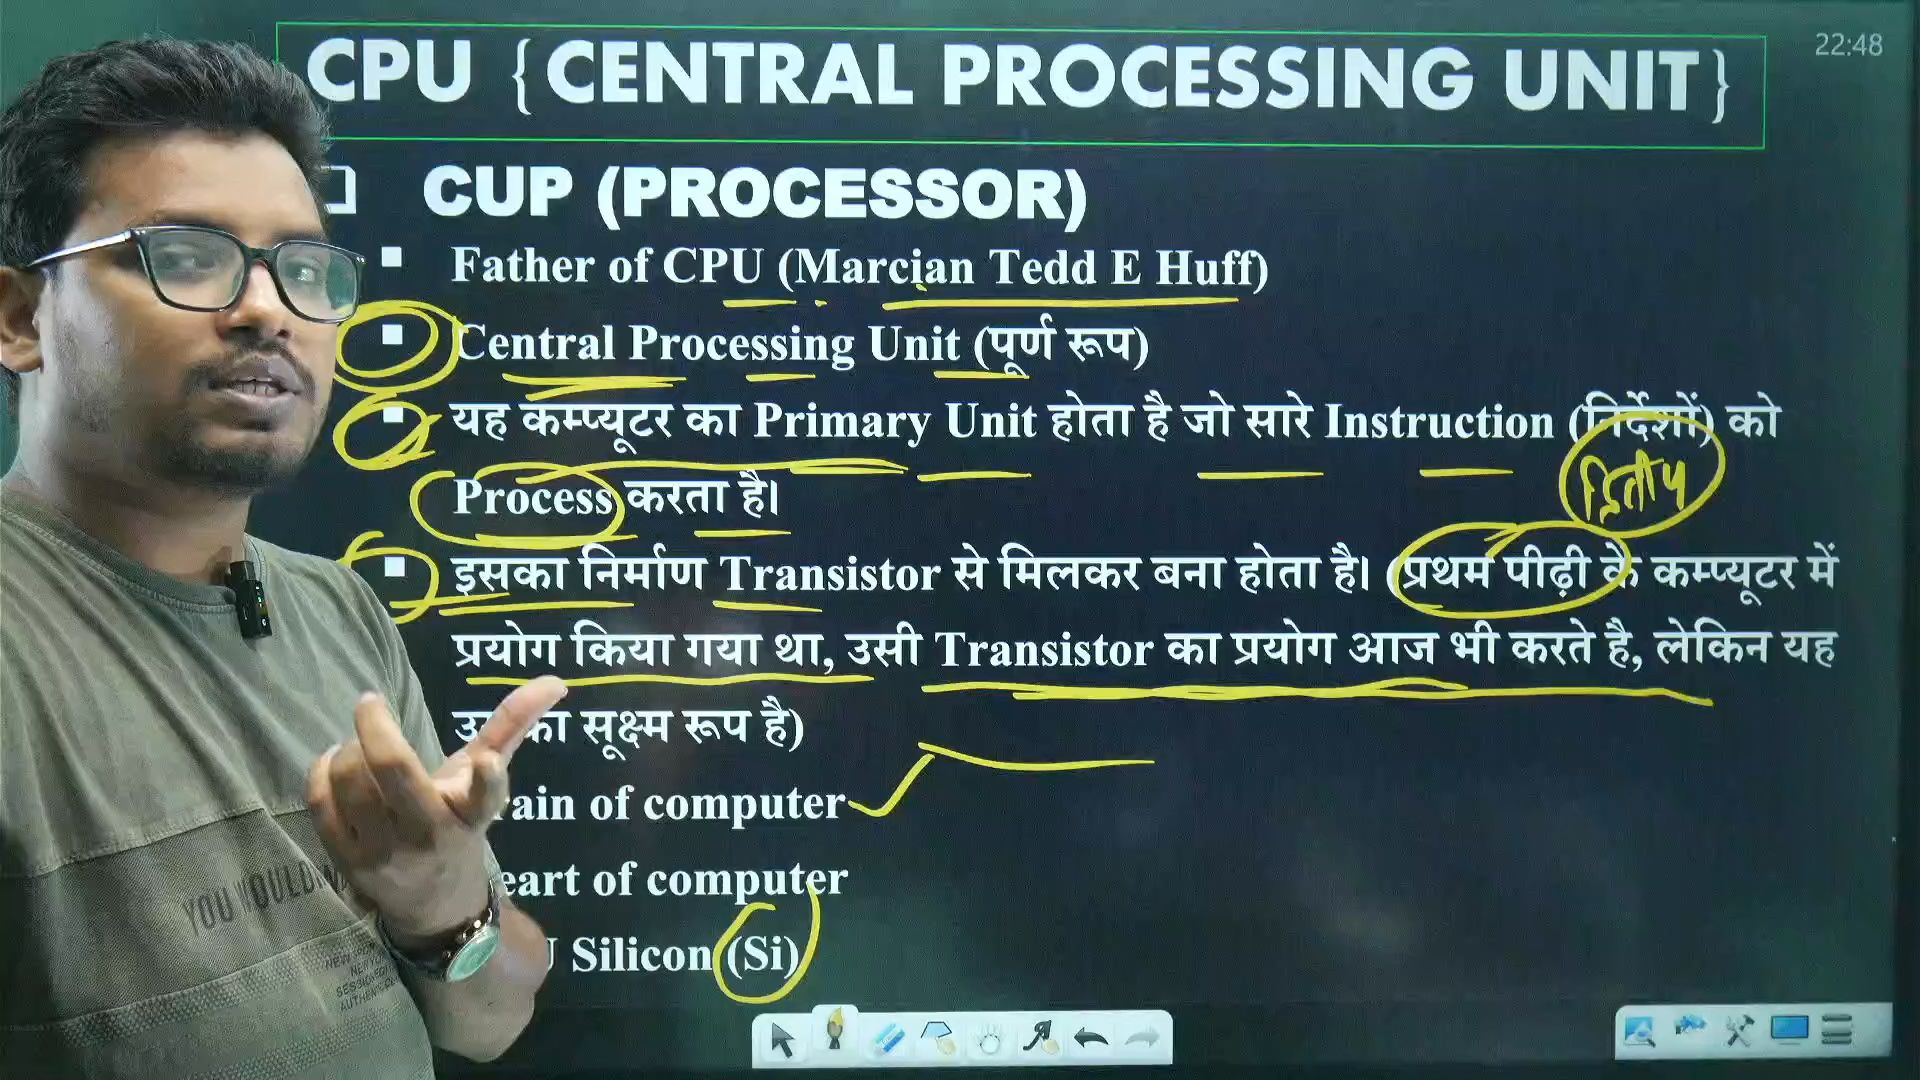 22:48
CPU {CENTRAL PROCESSING UNIT}
CUP (PROCESSOR)
Father of CPU (Marcian Tedd E Huff)
Central Processing Unit (पूर्ण रूप)
यह कम्प्यूटर का Primary Unit होता है जो सारे Instruction (निर्देशों) को
द्वितीय
Process करता है।
इसका निर्माण Transistor से मिलकर बना होता है। (प्रथम पीढ़ी के कम्प्यूटर में
प्रयोग किया गया था, उसी Transistor का प्रयोग आज भी करते है, लेकिन यह
सूक्ष्म रूप है)
of computer
of computer
Silicon (Si)
YOU WOULD